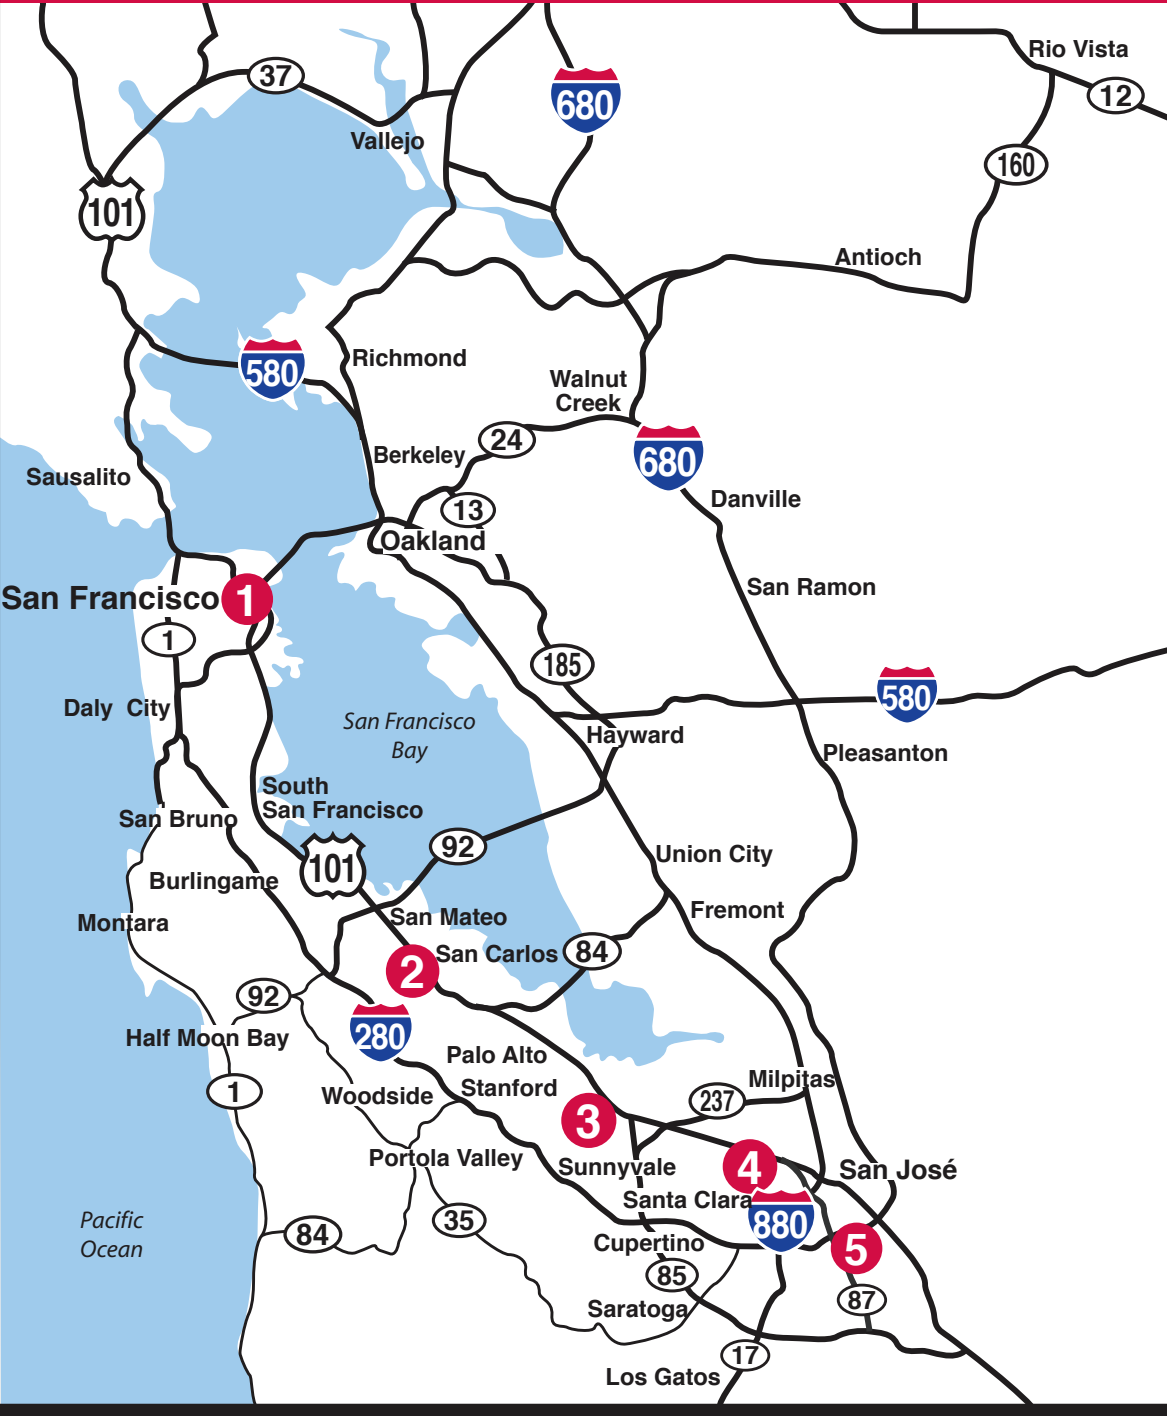 Rio Vista
37
680
12
Vallejo
160
101
Antioch
Richmond
580
Walnut
Creek
24
Berkeley
680
Sausalito
Danville
13
Oakland
San Ramon
San Francisco
1
1
185
580
Daly City
San Francisco
Bay
Hayward
Pleasanton
South
San Francisco
San Bruno
92
Union City
101
Burlingame
Fremont
San Mateo
Montara
San Carlos
84
2
92
280
Half Moon Bay
Palo Alto
Milpitas
Stanford
1
Woodside
237
3
Portola Valley
Sunnyvale
4
San José
Santa Clara
Pacific
Ocean
35
880
84
Cupertino
5
85
87
Saratoga
17
Los Gatos